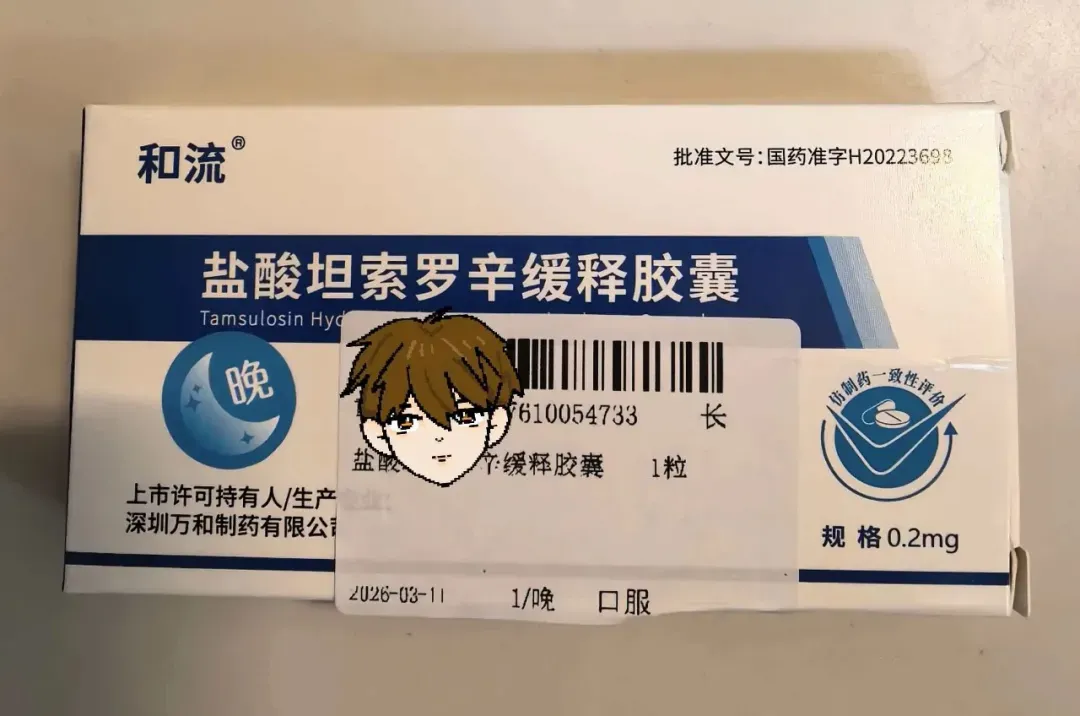 和流®
批准文号：国药准字H20223698
盐酸坦索罗辛缓释胶囊
Tamsulosin Hyd
晚
仿制药一致性评价
7610054733 长
盐酸 辛缓释胶囊 1粒
上市许可持有人/生产
深圳万和制药有限公司
规 格 0.2mg
2026-03-11 1/晚 口服